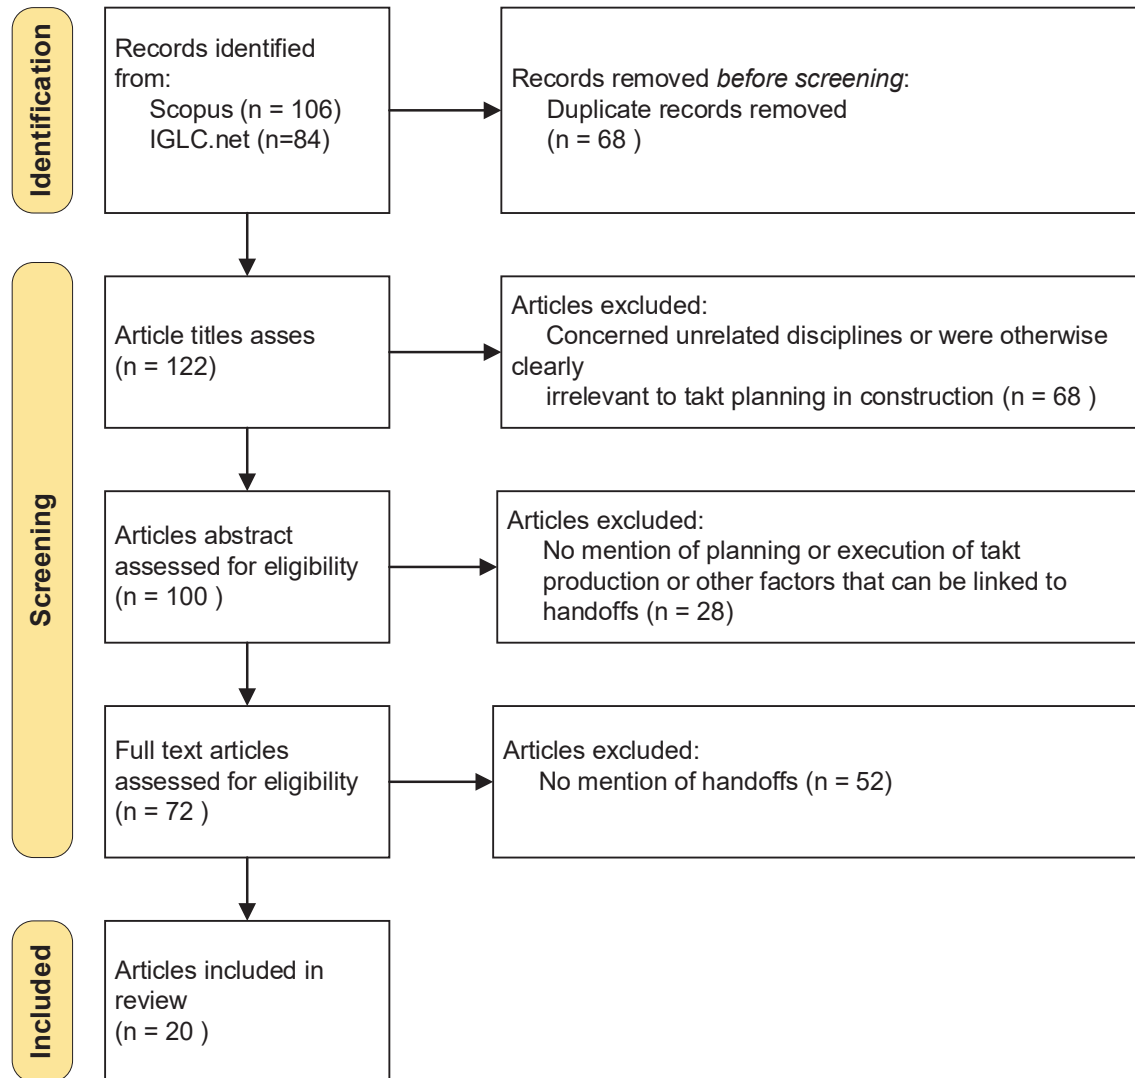 Identification
Records identified
from:
Scopus (n = 106)
IGLC.net (n=84)
Records removed before screening:
Duplicate records removed
(n = 68 )
Screening
Article titles asses
(n = 122)
Articles excluded:
Concerned unrelated disciplines or were otherwise
clearly
irrelevant to takt planning in construction (n = 68 )
Articles abstract
assessed for eligibility
(n = 100 )
Articles excluded:
No mention of planning or execution of takt
production or other factors that can be linked to
handoffs (n = 28)
Full text articles
assessed for eligibility
(n = 72 )
Articles excluded:
No mention of handoffs (n = 52)
Included
Articles included in
review
(n = 20 )